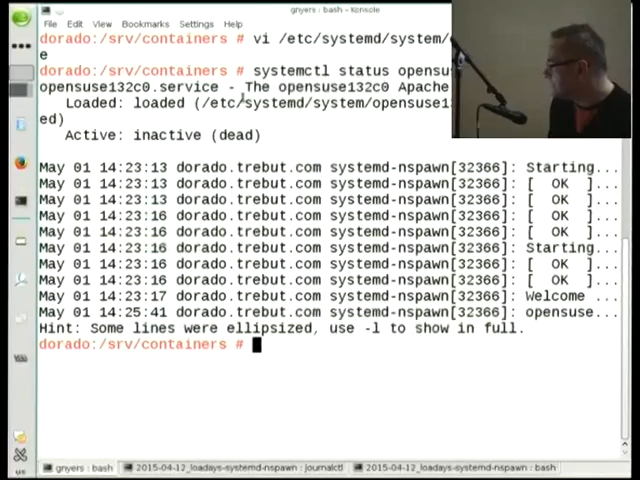 gnyers : bash - Konsole
File Edit View Bookmarks Settings Help
dorado:/srv/containers # vi /etc/systemd/system/
e
dorado:/srv/containers # systemctl status opensus
opensuse132c0.service - The opensuse132c0 Apache
Loaded: loaded (/etc/systemd/system/opensuse13
ed)
Active: inactive (dead)
May 01 14:23:13 dorado.trebut.com systemd-nspawn[32366]: Starting...
May 01 14:23:13 dorado.trebut.com systemd-nspawn[32366]: [ OK ]...
May 01 14:23:13 dorado.trebut.com systemd-nspawn[32366]: [ OK ]...
May 01 14:23:16 dorado.trebut.com systemd-nspawn[32366]: [ OK ]...
May 01 14:23:16 dorado.trebut.com systemd-nspawn[32366]: [ OK ]...
May 01 14:23:16 dorado.trebut.com systemd-nspawn[32366]: Starting...
May 01 14:23:16 dorado.trebut.com systemd-nspawn[32366]: [ OK ]...
May 01 14:23:16 dorado.trebut.com systemd-nspawn[32366]: [ OK ]...
May 01 14:23:17 dorado.trebut.com systemd-nspawn[32366]: Welcome ...
May 01 14:25:41 dorado.trebut.com systemd-nspawn[32366]: opensuse...
Hint: Some lines were ellipsized, use -l to show in full.
dorado:/srv/containers #
gnyers : bash 2015-04-12_loadays-systemd-nspawn : journalctl 2015-04-12_loadays-systemd-nspawn : bash
us